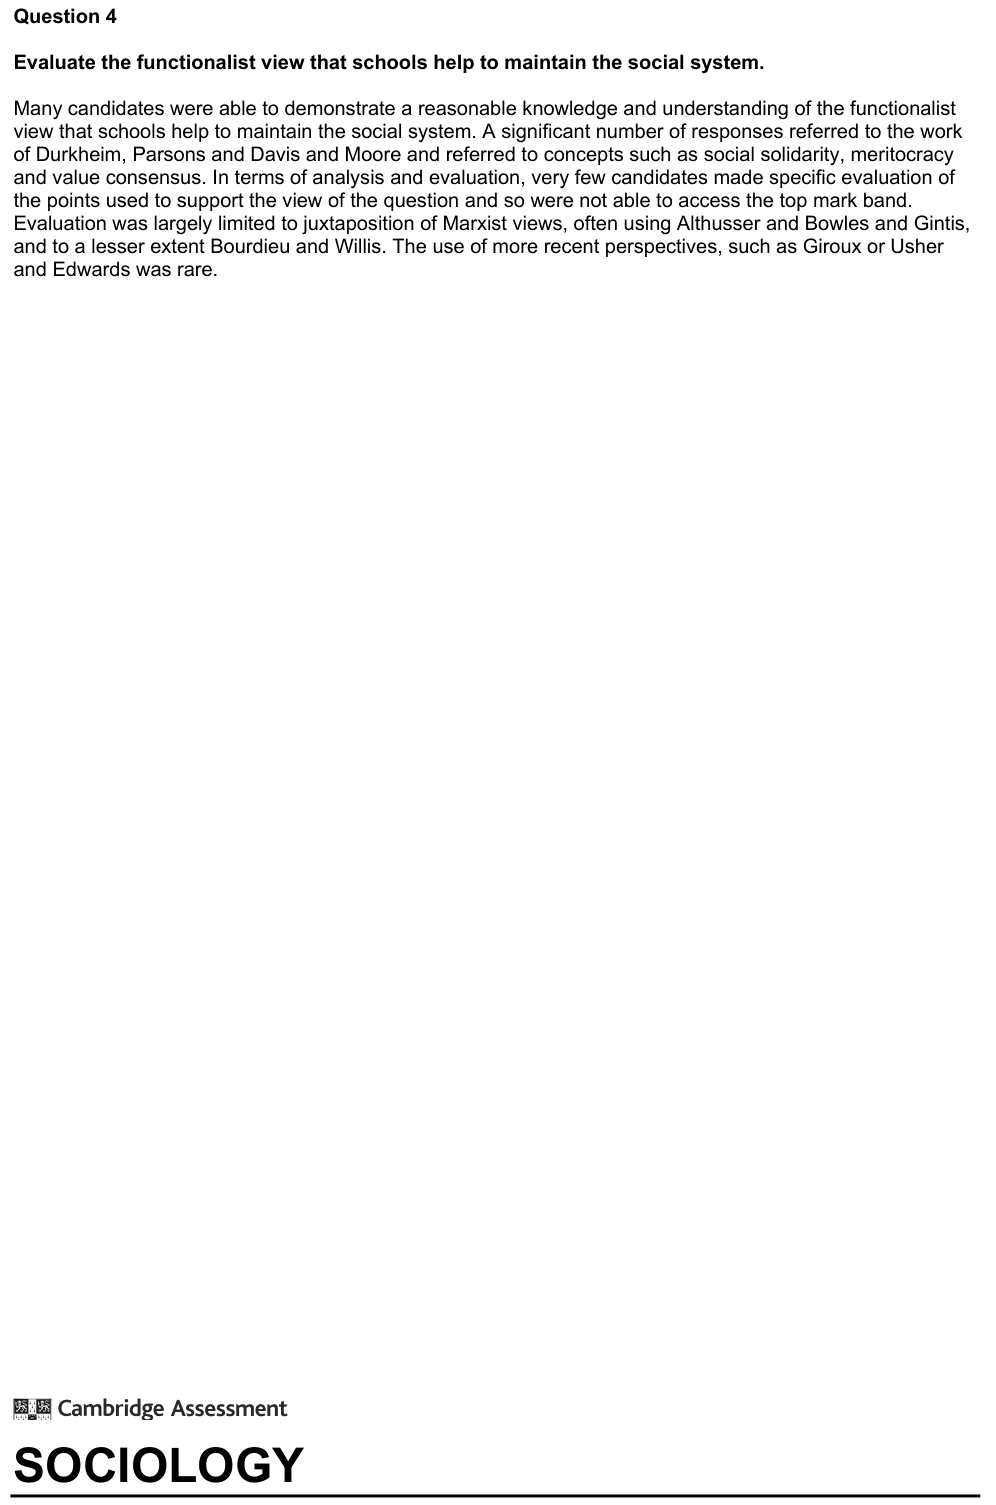 Question 4
Evaluate the functionalist view that schools help to maintain the social system.
Many candidates were able to demonstrate a reasonable knowledge and understanding of the functionalist
view that schools help to maintain the social system. A significant number of responses referred to the work
of Durkheim, Parsons and Davis and Moore and referred to concepts such as social solidarity, meritocracy
and value consensus. In terms of analysis and evaluation, very few candidates made specific evaluation of
the points used to support the view of the question and so were not able to access the top mark band.
Evaluation was largely limited to juxtaposition of Marxist views, often using Althusser and Bowles and Gintis,
and to a lesser extent Bourdieu and Willis. The use of more recent perspectives, such as Giroux or Usher
and Edwards was rare.
Cambridge Assessment
SOCIOLOGY